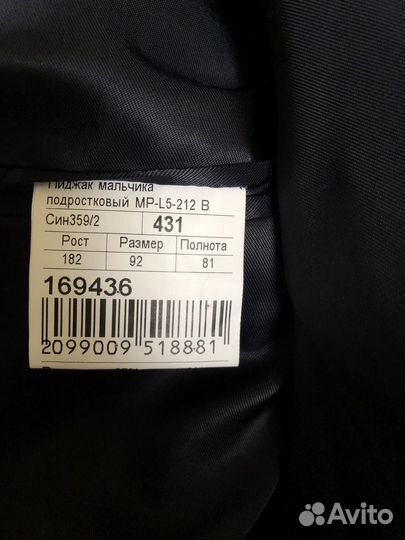 Пиджак мальчика
подростковый MP-L5-212 В
Син359/2 431
Рост Размер Полнота
182 92 81
169436
2099009 518881
Avito